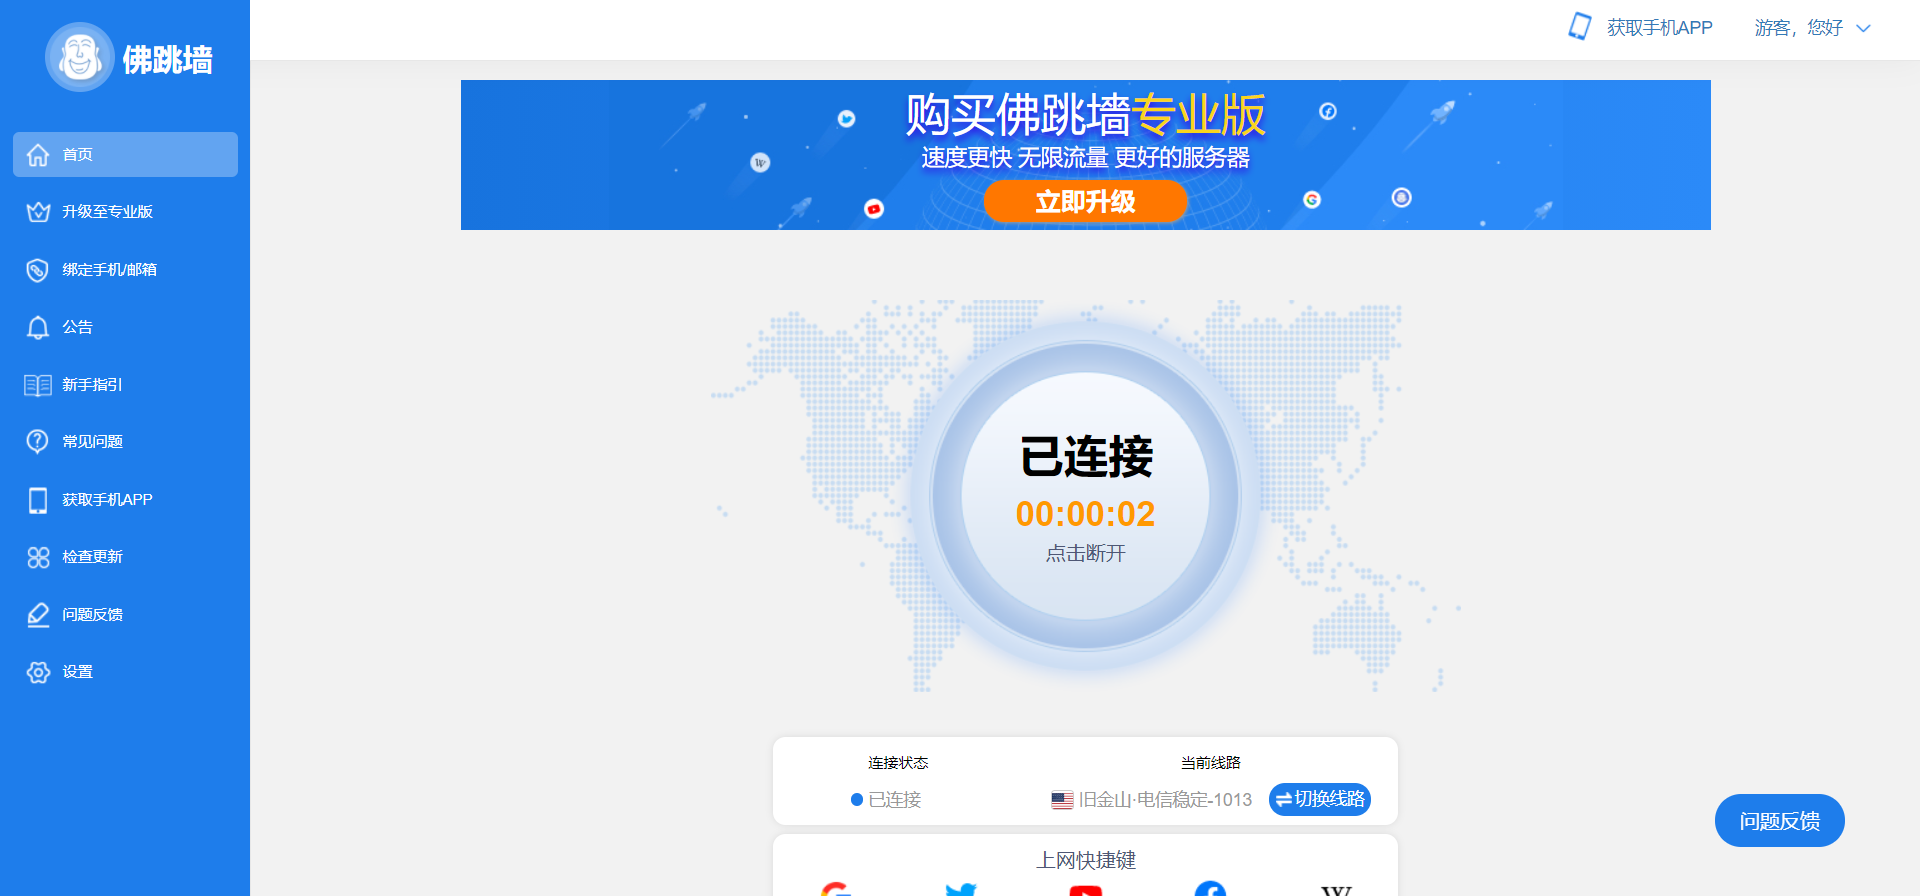 佛跳墙
首页
升级至专业版
绑定手机/邮箱
公告
新手指引
常见问题
获取手机APP
检查更新
问题反馈
设置
获取手机APP
游客，您好
购买佛跳墙专业版
速度更快 无限流量 更好的服务器
立即升级
已连接
00:00:02
点击断开
连接状态
当前线路
已连接
旧金山·电信稳定-1013
切换线路
问题反馈
上网快捷键